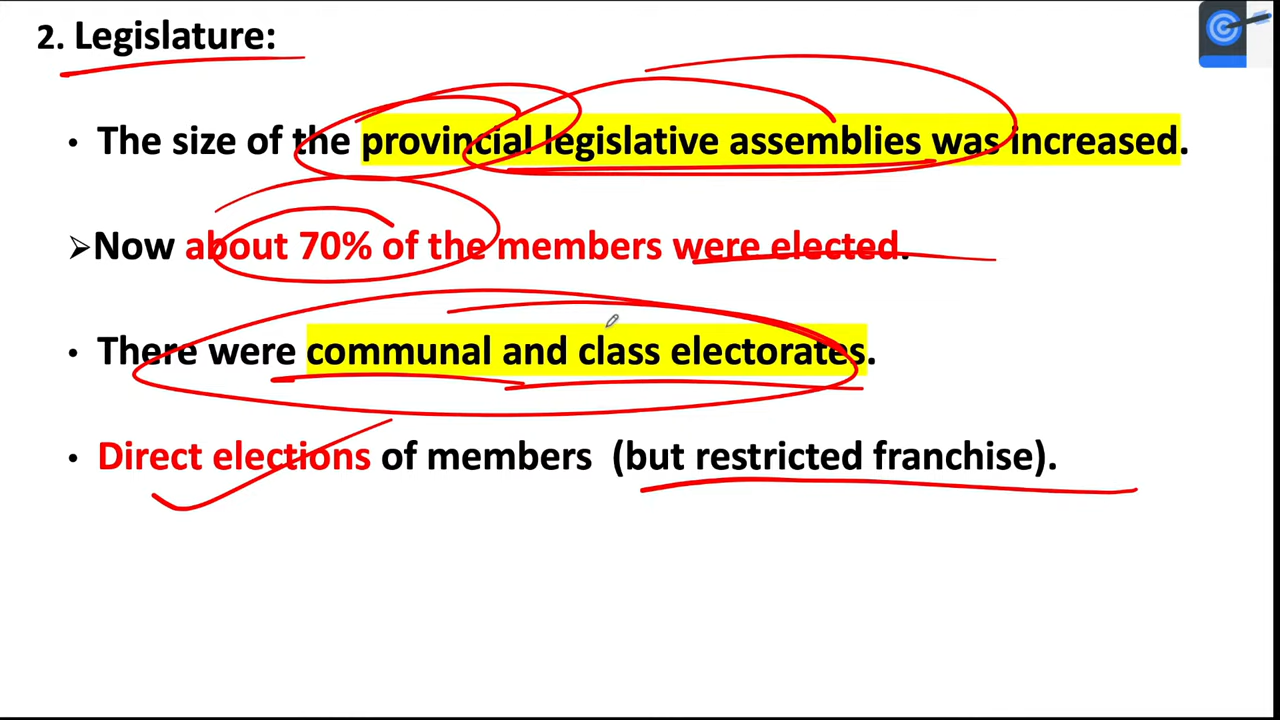 2. Legislature:
• The size of the provincial legislative assemblies was increased.
➢Now about 70% of the members were elected.
• There were communal and class electorates.
• Direct elections of members (but restricted franchise).